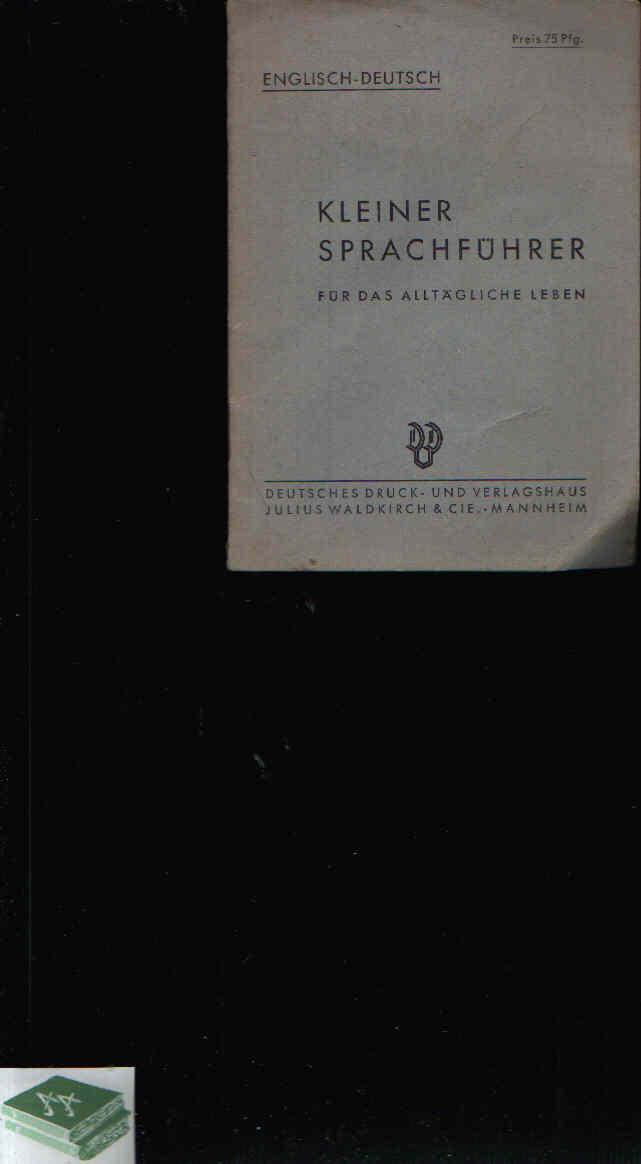 Preis 75 Pfg.
ENGLISCH-DEUTSCH
KLEINER
SPRACHFÜHRER
FÜR DAS ALLTÄGLICHE LEBEN
DEUTSCHES DRUCK- UND VERLAGSHAUS
JULIUS WALDKIRCH & CIE.-MANNHEIM